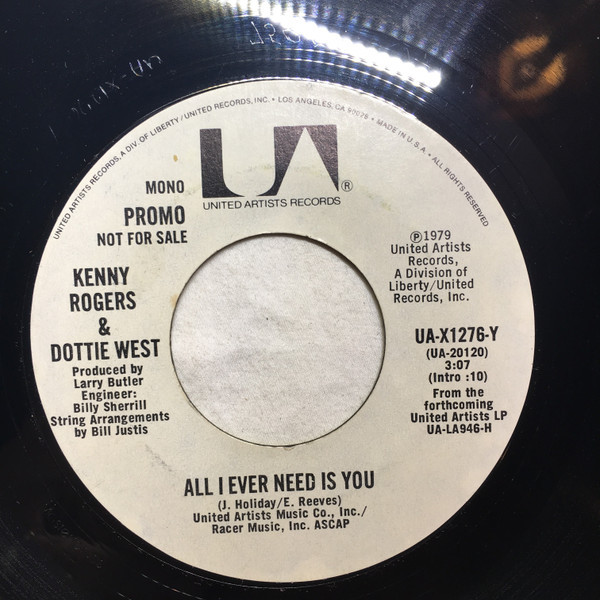 UNITED ARTISTS RECORDS, A DIV. OF LIBERTY/UNITED RECORDS, INC. • LOS ANGELES, CA 90028 • MADE IN U.S.A. • ALL RIGHTS RESERVED
UA®
UNITED ARTISTS RECORDS
MONO
PROMO
NOT FOR SALE
KENNY
ROGERS
&
DOTTIE WEST
Produced by
Larry Butler
Engineer:
Billy Sherrill
String Arrangements
by Bill Justis
℗1979
United Artists
Records,
A Division of
Liberty/United
Records, Inc.
UA-X1276-Y
(UA-20120)
3:07
(Intro :10)
From the
forthcoming
United Artists LP
UA-LA946-H
ALL I EVER NEED IS YOU
(J. Holiday/E. Reeves)
United Artists Music Co., Inc./
Racer Music, Inc. ASCAP